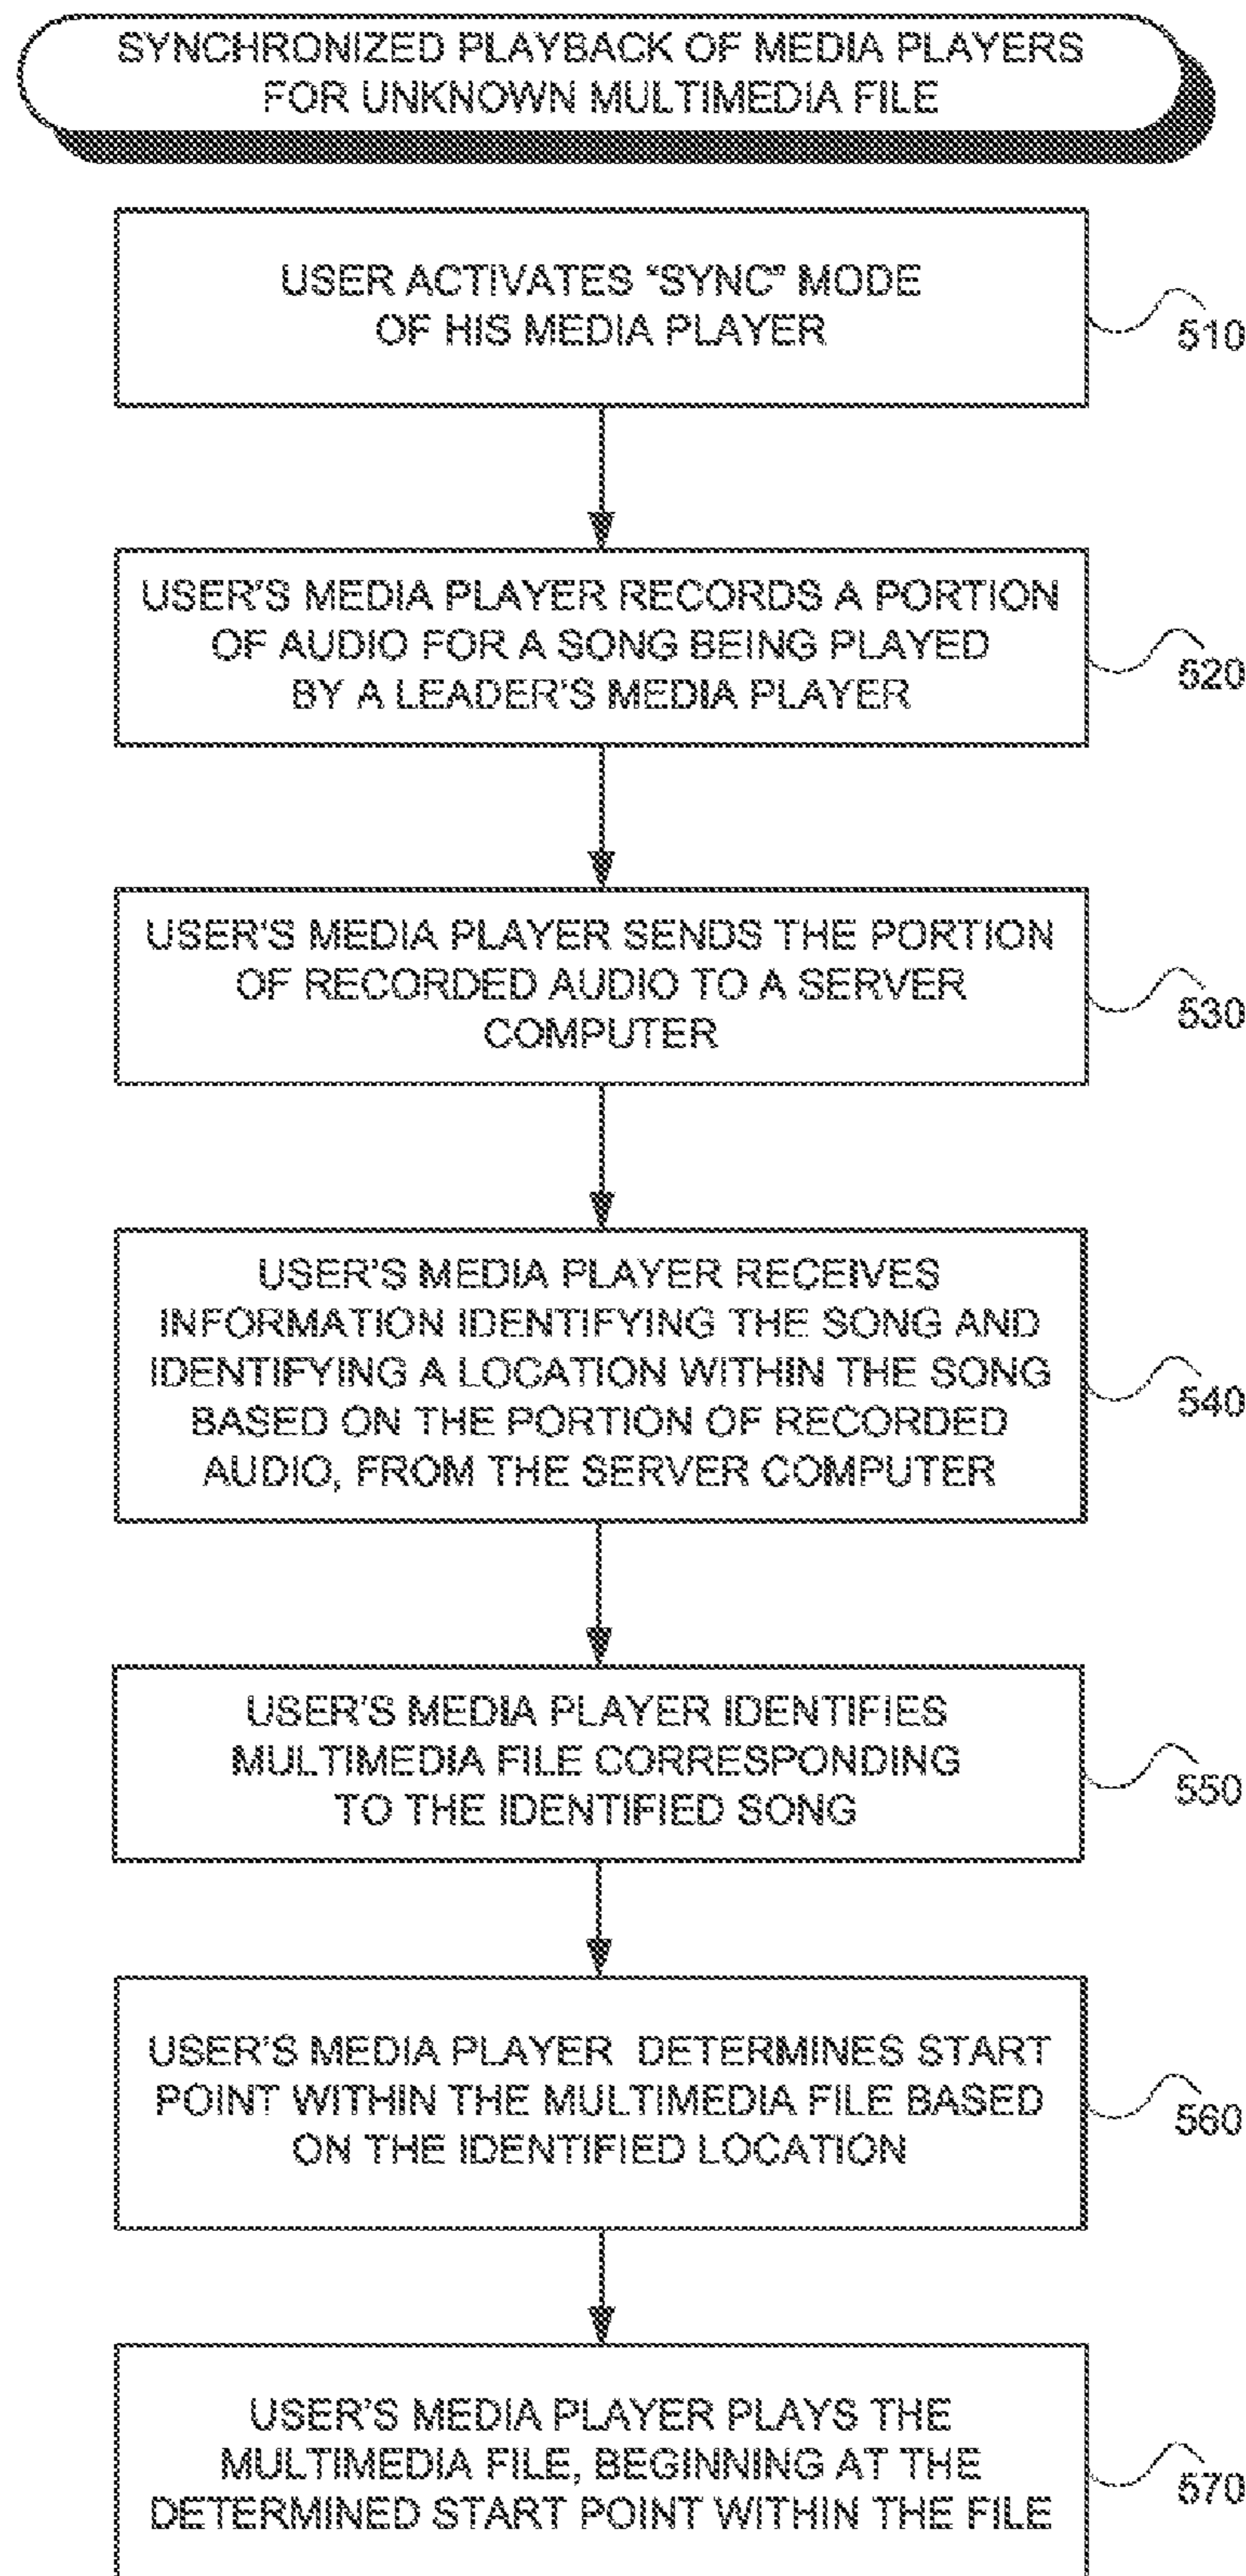 SYNCHRONIZED PLAYBACK OF MEDIA PLAYERS
FOR UNKNOWN MULTIMEDIA FILE
USER ACTIVATES “SYNC” MODE
OF HIS MEDIA PLAYER
510
USER'S MEDIA PLAYER RECORDS A PORTION
OF AUDIO FOR A SONG BEING PLAYED
BY A LEADER'S MEDIA PLAYER
520
USER'S MEDIA PLAYER SENDS THE PORTION
OF RECORDED AUDIO TO A SERVER
COMPUTER
530
USER'S MEDIA PLAYER RECEIVES
INFORMATION IDENTIFYING THE SONG AND
IDENTIFYING A LOCATION WITHIN THE SONG
BASED ON THE PORTION OF RECORDED
AUDIO, FROM THE SERVER COMPUTER
540
USER'S MEDIA PLAYER IDENTIFIES
MULTIMEDIA FILE CORRESPONDING
TO THE IDENTIFIED SONG
550
USER'S MEDIA PLAYER DETERMINES START
POINT WITHIN THE MULTIMEDIA FILE BASED
ON THE IDENTIFIED LOCATION
560
USER'S MEDIA PLAYER PLAYS THE
MULTIMEDIA FILE, BEGINNING AT THE
DETERMINED START POINT WITHIN THE FILE
570